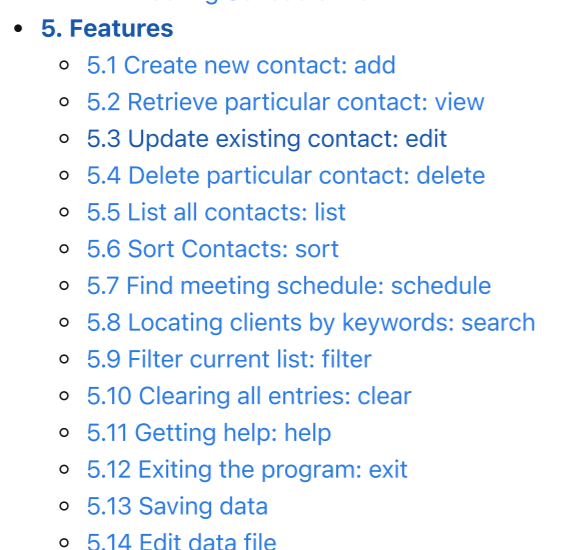 5. Features
5.1 Create new contact: add
5.2 Retrieve particular contact: view
5.3 Update existing contact: edit
5.4 Delete particular contact: delete
5.5 List all contacts: list
5.6 Sort Contacts: sort
5.7 Find meeting schedule: schedule
5.8 Locating clients by keywords: search
5.9 Filter current list: filter
5.10 Clearing all entries: clear
5.11 Getting help: help
5.12 Exiting the program: exit
5.13 Saving data
5.14 Edit data file